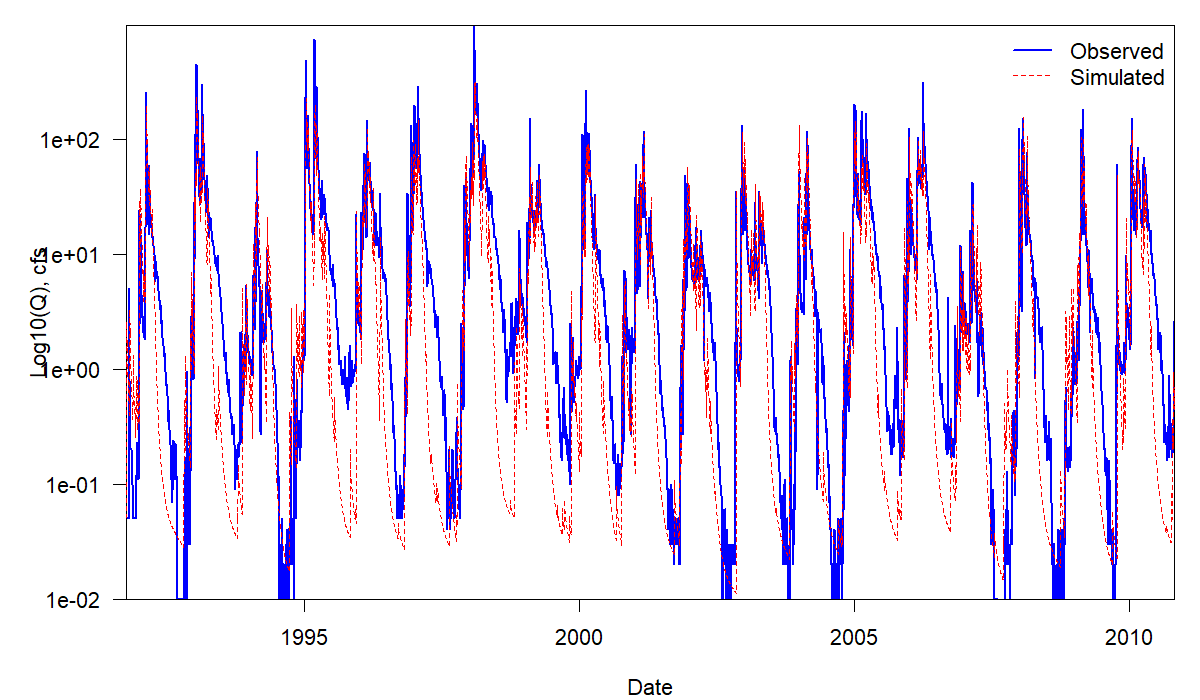 Observed
Simulated
1e+02
1e+01
1e+00
1e-01
1e-02
Log10(Q), cfs
1995
2000
2005
2010
Date